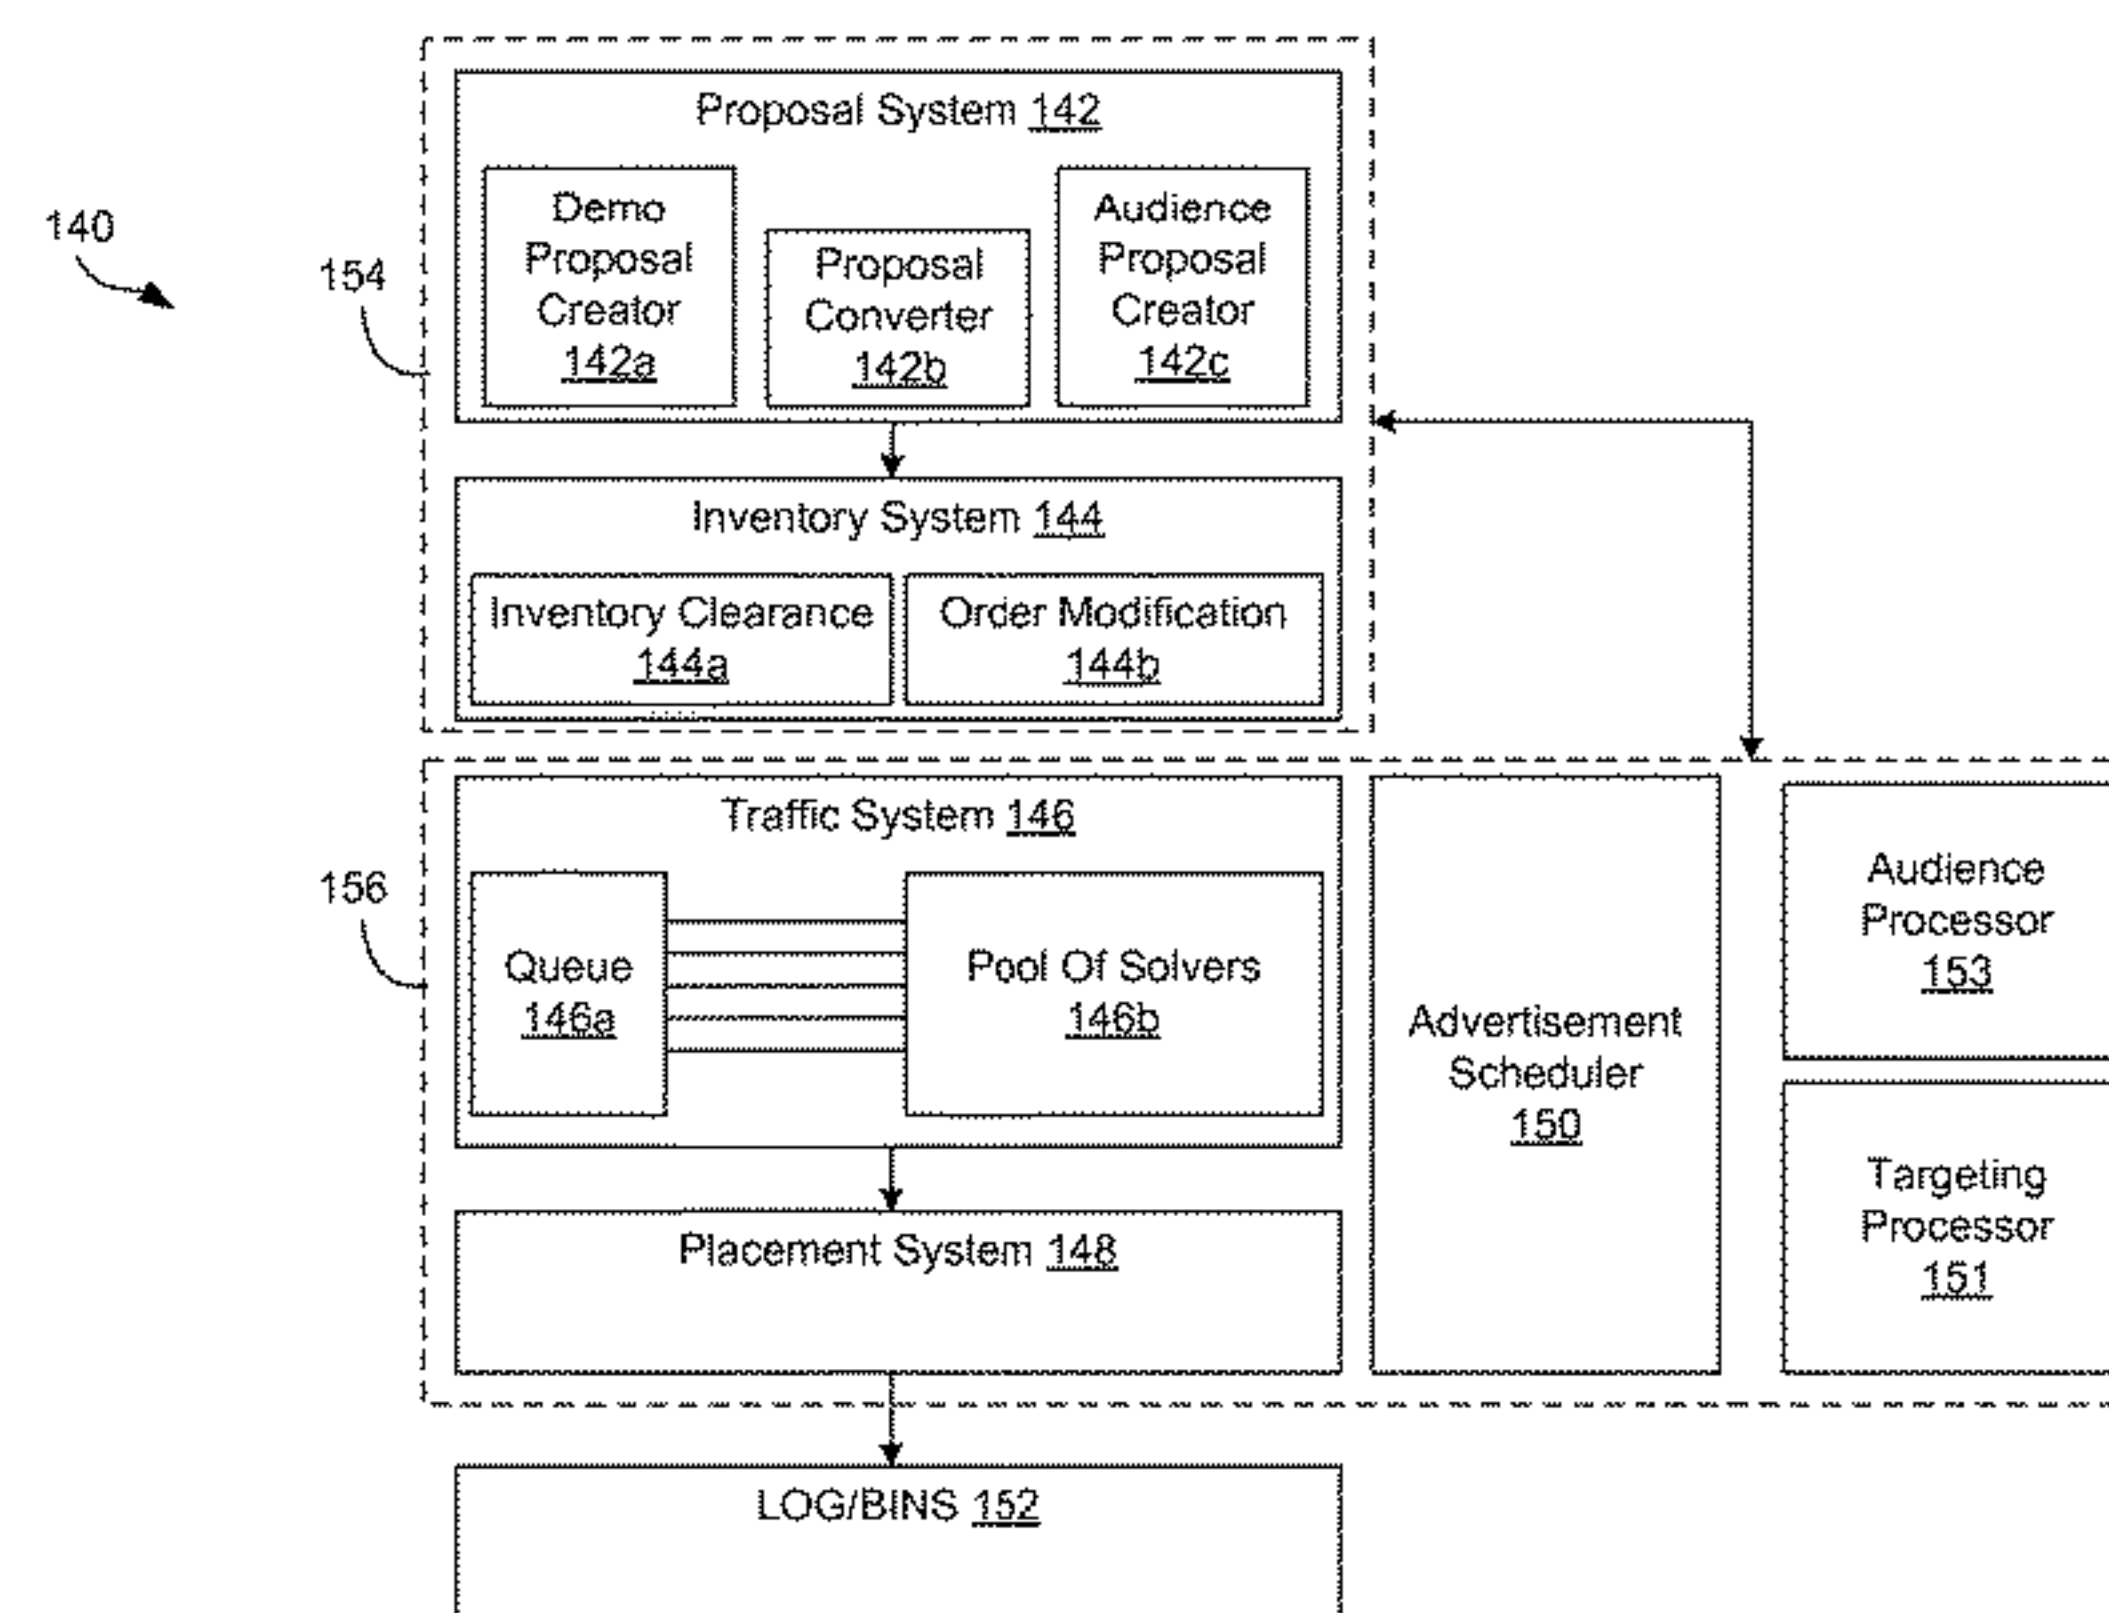 140
154
Proposal System 142
Demo
Proposal
Creator
142a
Proposal
Converter
142b
Audience
Proposal
Creator
142c
Inventory System 144
Inventory Clearance
144a
Order Modification
144b
156
Traffic System 146
Queue
146a
Pool Of Solvers
146b
Advertisement
Scheduler
150
Audience
Processor
153
Targeting
Processor
151
Placement System 148
LOG/BINS 152